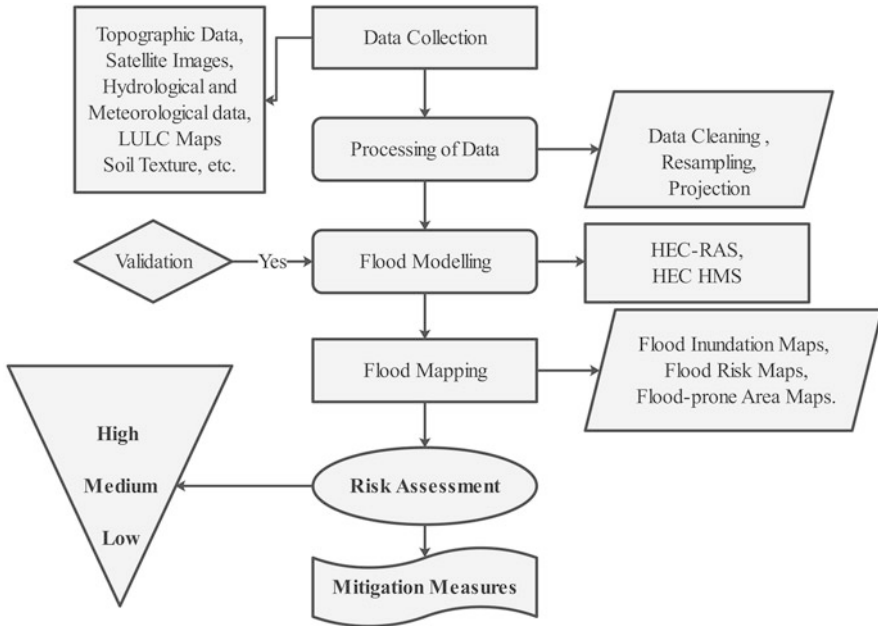 Data Collection
Topographic Data,
Satellite Images,
Hydrological and
Meteorological data,
LULC Maps
Soil Texture, etc.
Processing of Data
Data Cleaning ,
Resampling,
Projection
Validation
Yes
Flood Modelling
HEC-RAS,
HEC HMS
Flood Mapping
Flood Inundation Maps,
Flood Risk Maps,
Flood-prone Area Maps.
High
Medium
Low
Risk Assessment
Mitigation Measures